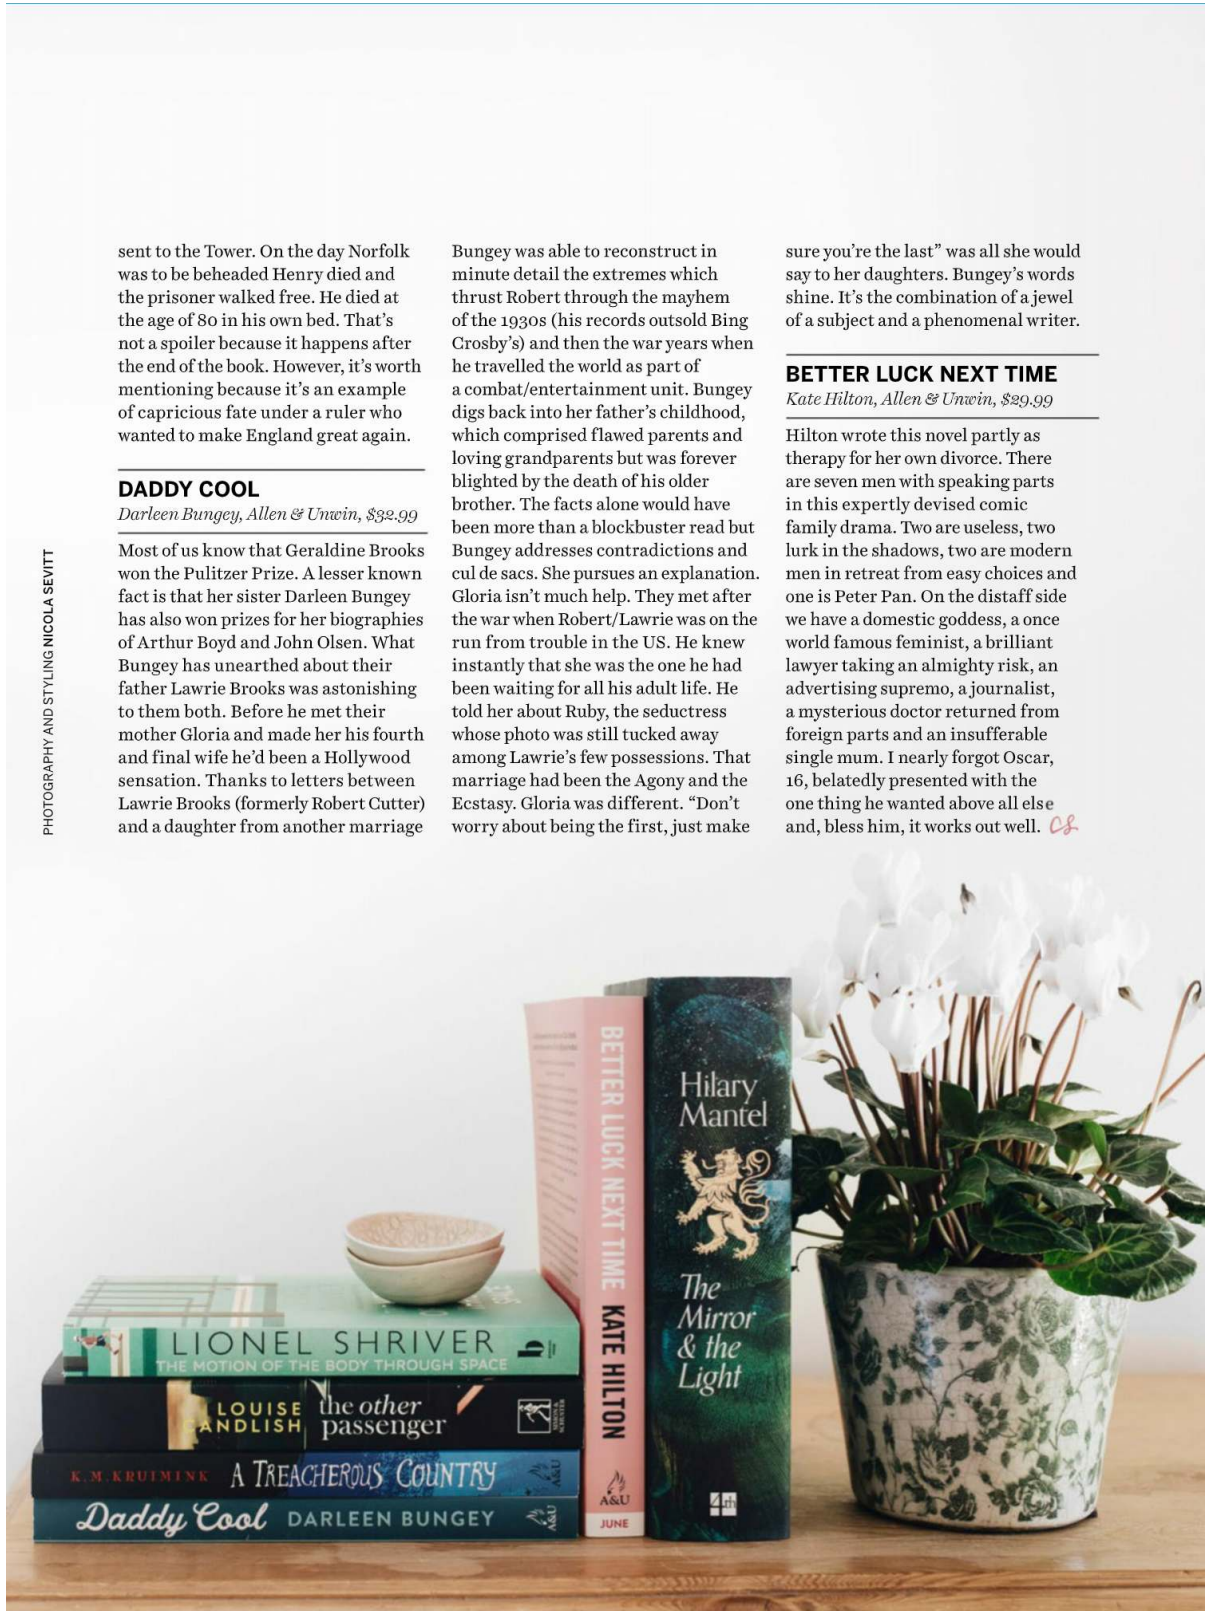 sent to the Tower. On the day Norfolk
was to be beheaded Henry died and
the prisoner walked free. He died at
the age of 80 in his own bed. That's
not a spoiler because it happens after
the end of the book. However, it's worth
mentioning because it's an example
of capricious fate under a ruler who
wanted to make England great again.
DADDY COOL
Darleen Bungey, Allen & Unwin, $32.99
Most of us know that Geraldine Brooks
won the Pulitzer Prize. A lesser known
fact is that her sister Darleen Bungey
has also won prizes for her biographies
of Arthur Boyd and John Olsen. What
Bungey has unearthed about their
father Lawrie Brooks was astonishing
to them both. Before he met their
mother Gloria and made her his fourth
and final wife he'd been a Hollywood
sensation. Thanks to letters between
Lawrie Brooks (formerly Robert Cutter)
and a daughter from another marriage
Bungey was able to reconstruct in
minute detail the extremes which
thrust Robert through the mayhem
of the 1930s (his records outsold Bing
Crosby's) and then the war years when
he travelled the world as part of
a combat/entertainment unit. Bungey
digs back into her father's childhood,
which comprised flawed parents and
loving grandparents but was forever
blighted by the death of his older
brother. The facts alone would have
been more than a blockbuster read but
Bungey addresses contradictions and
cul de sacs. She pursues an explanation.
Gloria isn't much help. They met after
the war when Robert/Lawrie was on the
run from trouble in the US. He knew
instantly that she was the one he had
been waiting for all his adult life. He
told her about Ruby, the seductress
whose photo was still tucked away
among Lawrie's few possessions. That
marriage had been the Agony and the
Ecstasy. Gloria was different. “Don't
worry about being the first, just make
sure you're the last” was all she would
say to her daughters. Bungey's words
shine. It's the combination of a jewel
of a subject and a phenomenal writer.
BETTER LUCK NEXT TIME
Kate Hilton, Allen & Unwin, $29.99
Hilton wrote this novel partly as
therapy for her own divorce. There
are seven men with speaking parts
in this expertly devised comic
family drama. Two are useless, two
lurk in the shadows, two are modern
men in retreat from easy choices and
one is Peter Pan. On the distaff side
we have a domestic goddess, a once
world famous feminist, a brilliant
lawyer taking an almighty risk, an
advertising supremo, a journalist,
a mysterious doctor returned from
foreign parts and an insufferable
single mum. I nearly forgot Oscar,
16, belatedly presented with the
one thing he wanted above all else
and, bless him, it works out well. CS
PHOTOGRAPHY AND STYLING NICOLA SEVITT
LIONEL SHRIVER
THE MOTION OF THE BODY THROUGH SPACE
b
LOUISE CANDLISH
the other passenger
SIMON & SCHUSTER
K.M.KRUIMINK A TREACHEROUS COUNTRY A&U
Daddy Cool DARLEEN BUNGEY A&U
BETTER LUCK NEXT TIME KATE HILTON
A&U
JUNE
Hilary
Mantel
The
Mirror
& the
Light
4th